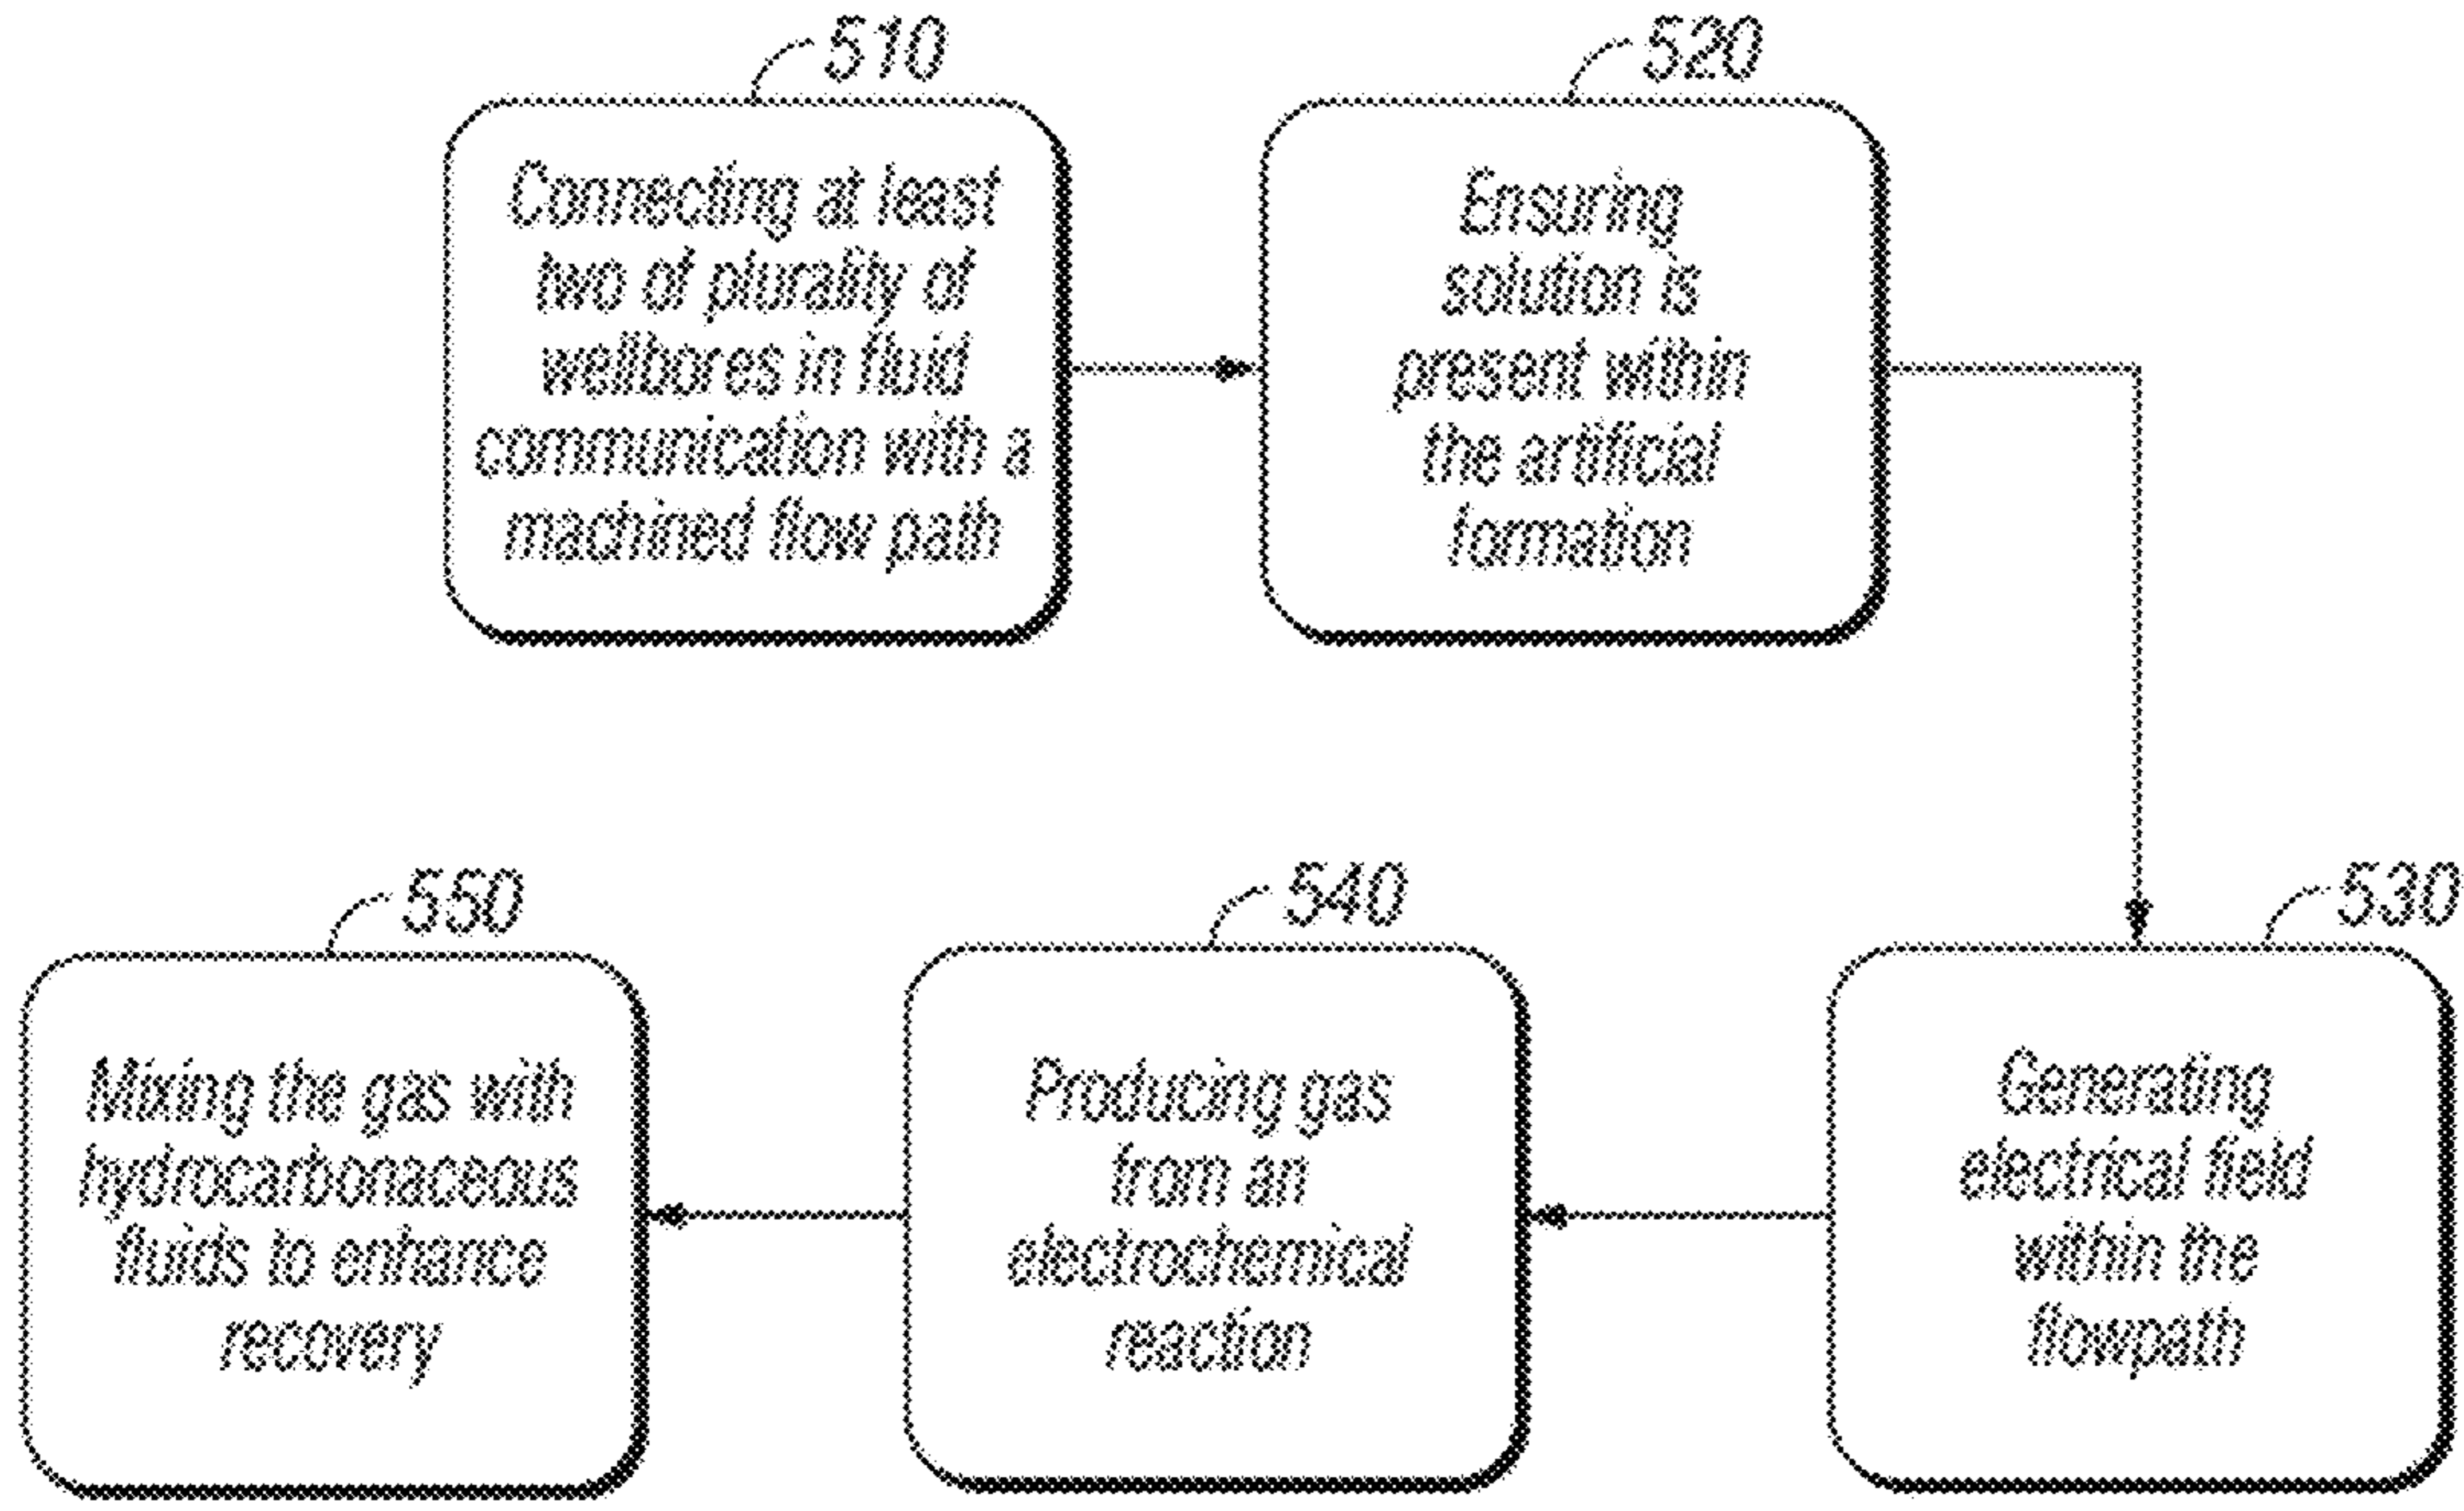 510
Connecting at least
two of plurality of
wellbores in fluid
communication with a
machined flow path
520
Ensuring
solution is
present within
the artificial
formation
530
Generating
electrical field
within the
flowpath
540
Producing gas
from an
electrochemical
reaction
550
Mixing the gas with
hydrocarbonaceous
fluids to enhance
recovery